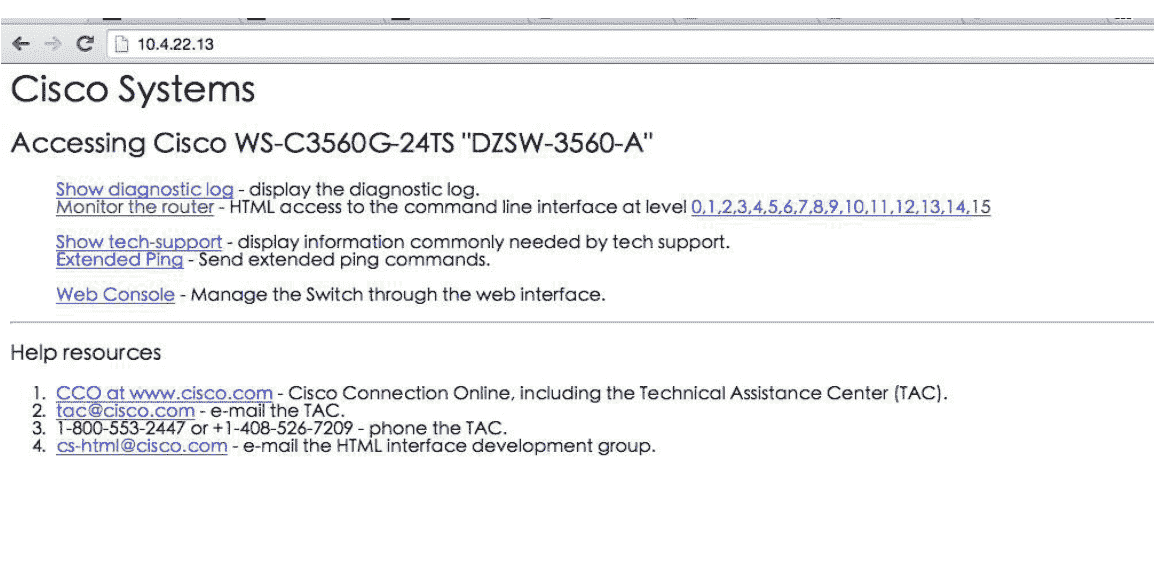 10.4.22.13
Cisco Systems
Accessing Cisco WS-C3560G-24TS "DZSW-3560-A"
Show diagnostic log - display the diagnostic log.
Monitor the router - HTML access to the command line interface at level 0,1,2,3,4,5,6,7,8,9,10,11,12,13,14,15
Show tech-support - display information commonly needed by tech support.
Extended Ping - Send extended ping commands.
Web Console - Manage the Switch through the web interface.
Help resources
1. CCO at www.cisco.com - Cisco Connection Online, including the Technical Assistance Center (TAC).
2. tac@cisco.com - e-mail the TAC.
3. 1-800-553-2447 or +1-408-526-7209 - phone the TAC.
4. cs-html@cisco.com - e-mail the HTML interface development group.